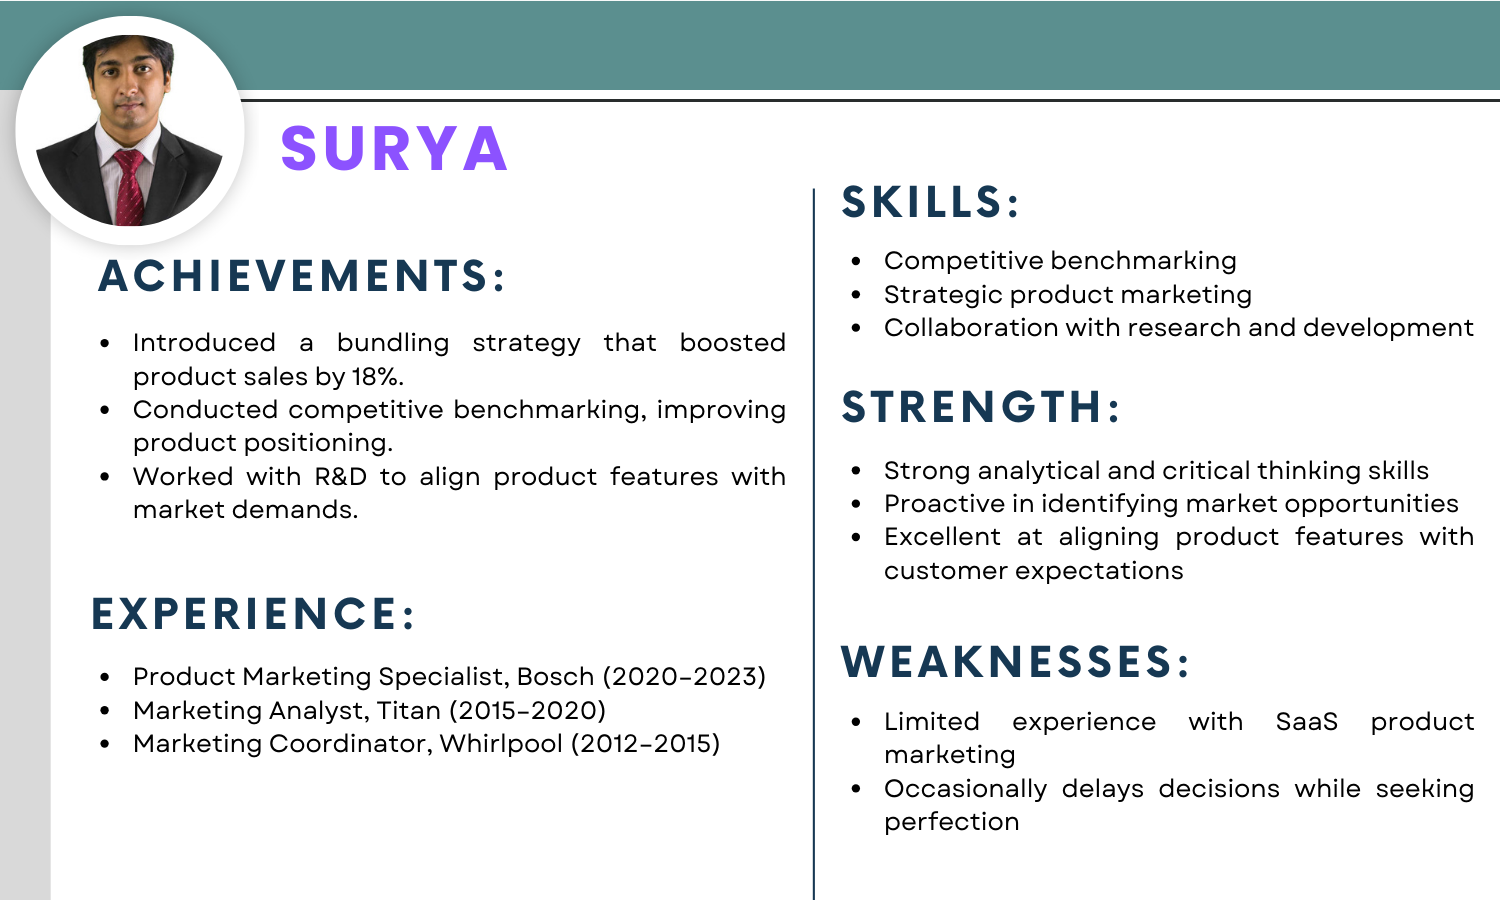 SURYA
ACHIEVEMENTS:
• Introduced a bundling strategy that boosted
product sales by 18%.
• Conducted competitive benchmarking, improving
product positioning.
• Worked with R&D to align product features with
market demands.
EXPERIENCE:
• Product Marketing Specialist, Bosch (2020–2023)
• Marketing Analyst, Titan (2015–2020)
• Marketing Coordinator, Whirlpool (2012–2015)
SKILLS:
• Competitive benchmarking
• Strategic product marketing
• Collaboration with research and development
STRENGTH:
• Strong analytical and critical thinking skills
• Proactive in identifying market opportunities
• Excellent at aligning product features with
customer expectations
WEAKNESSES:
• Limited experience with SaaS product
marketing
• Occasionally delays decisions while seeking
perfection